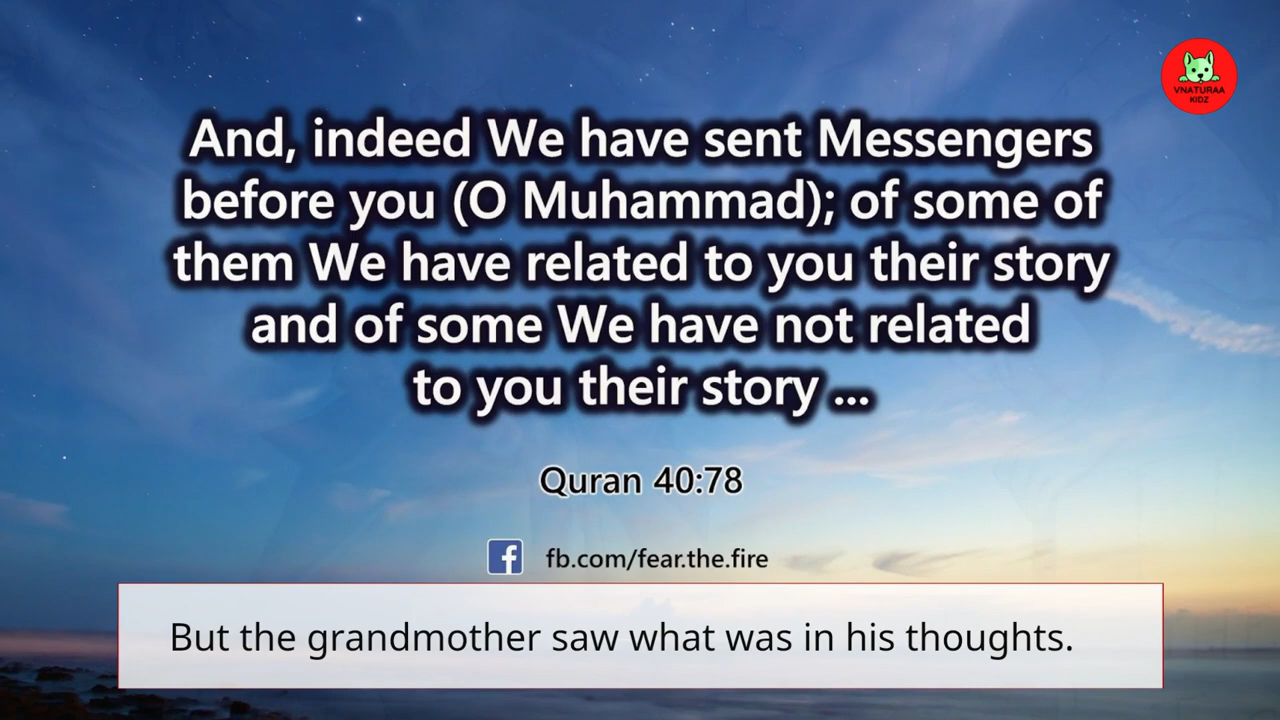 VNATURAA
KIDZ
And, indeed We have sent Messengers
before you (O Muhammad); of some of
them We have related to you their story
and of some We have not related
to you their story ...
Quran 40:78
f fb.com/fear.the.fire
But the grandmother saw what was in his thoughts.